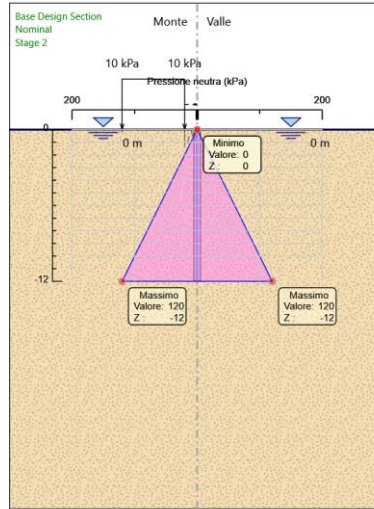 Base Design Section
Nominal
Stage 2
Monte Valle
10 kPa 10 kPa
Pressione neutra (kPa)
200 200
0
0 m 0 m
Minimo
Valore: 0
Z : 0
-12
Massimo
Valore: 120
Z : -12
Massimo
Valore: 120
Z : -12